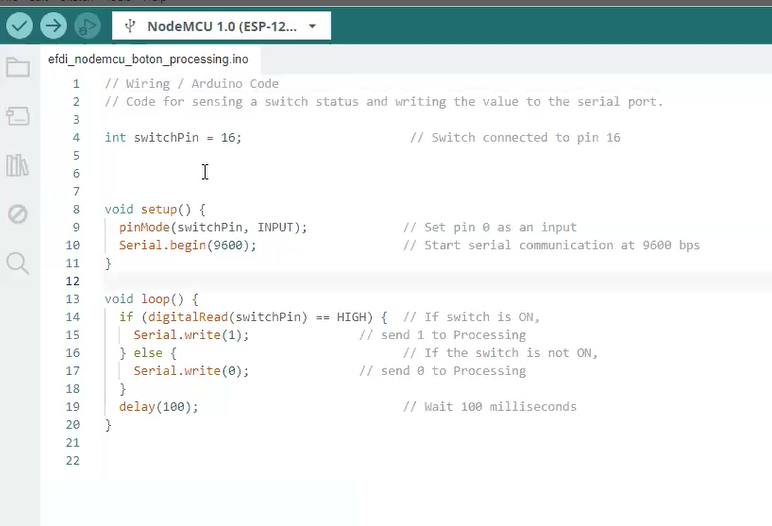 NodeMCU 1.0 (ESP-12...
efdi_nodemcu_boton_processing.ino
1 // Wiring / Arduino Code
2 // Code for sensing a switch status and writing the value to the serial port.
3
4 int switchPin = 16; // Switch connected to pin 16
5
6
7
8 void setup() {
9 pinMode(switchPin, INPUT); // Set pin 0 as an input
10 Serial.begin(9600); // Start serial communication at 9600 bps
11 }
12
13 void loop() {
14 if (digitalRead(switchPin) == HIGH) { // If switch is ON,
15 Serial.write(1); // send 1 to Processing
16 } else { // If the switch is not ON,
17 Serial.write(0); // send 0 to Processing
18 }
19 delay(100); // Wait 100 milliseconds
20 }
21
22